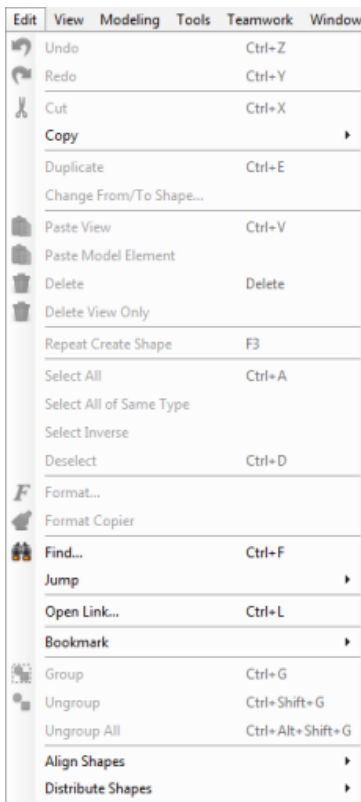 Edit View Modeling Tools Teamwork Window
Undo Ctrl+Z
Redo Ctrl+Y
Cut Ctrl+X
Copy
Duplicate Ctrl+E
Change From/To Shape...
Paste View Ctrl+V
Paste Model Element
Delete Delete
Delete View Only
Repeat Create Shape F3
Select All Ctrl+A
Select All of Same Type
Select Inverse
Deselect Ctrl+D
Format...
Format Copier
Find... Ctrl+F
Jump
Open Link... Ctrl+L
Bookmark
Group Ctrl+G
Ungroup Ctrl+Shift+G
Ungroup All Ctrl+Alt+Shift+G
Align Shapes
Distribute Shapes